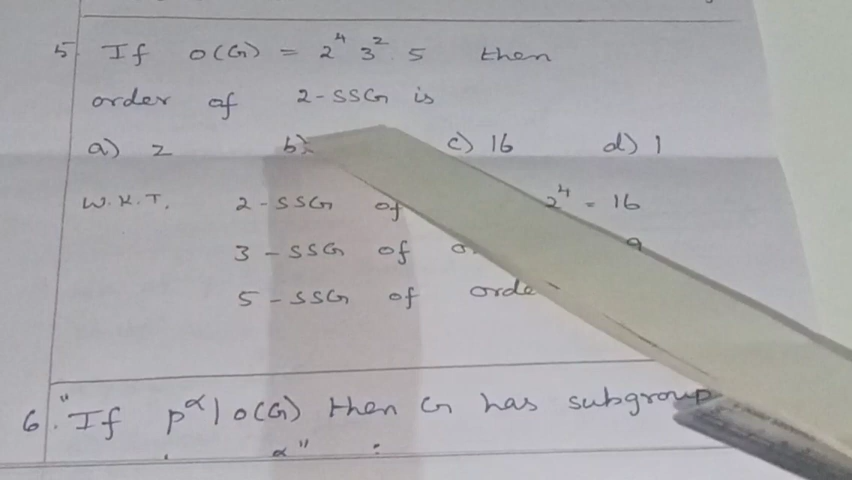 5. If o(G) = 2⁴ 3² . 5 then
order of 2-SSG is
a) 2 b) c) 16 d) 1
W.K.T. 2-SSG of 2⁴ = 16
3-SSG of 9
5-SSG of orde
6. "If p^α | o(G) then G has subgroup